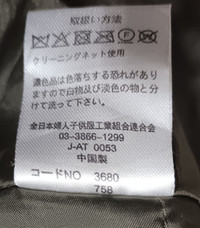 取扱い方法
クリーニングネット使用
濃色品は色落ちする恐れがあり
ますので白物及び淡色の物と分
けて洗って下さい。
全日本婦人子供服工業組合連合会
03-3866-1299
J-AT 0053
中国製
コードNO 3680
758